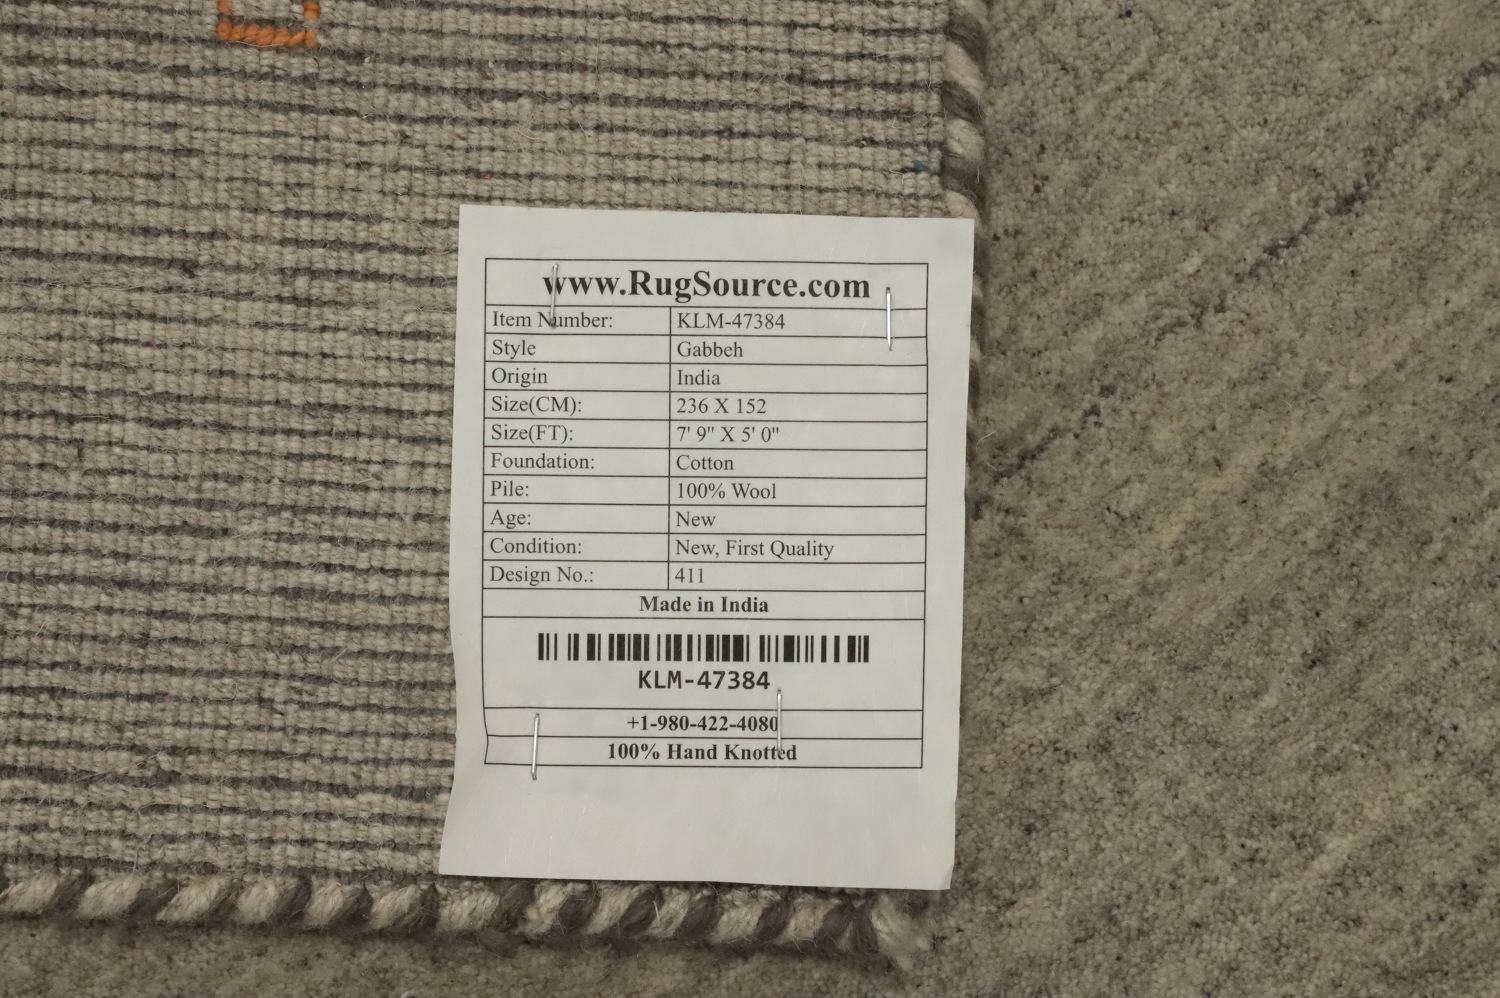 www.RugSource.com
Item Number: KLM-47384
Style Gabbeh
Origin India
Size(CM): 236 X 152
Size(FT): 7' 9" X 5' 0"
Foundation: Cotton
Pile: 100% Wool
Age: New
Condition: New, First Quality
Design No.: 411
Made in India
KLM-47384
+1-980-422-4080
100% Hand Knotted